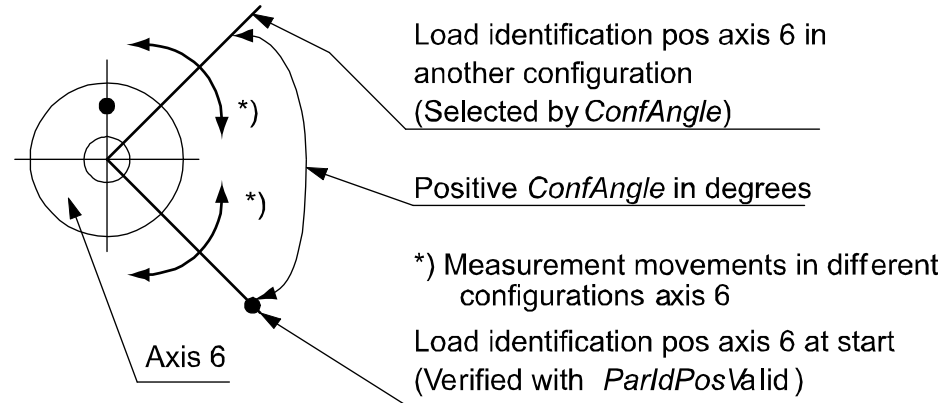 Load identification pos axis 6 in
another configuration
(Selected by ConfAngle)
*)
Positive ConfAngle in degrees
*)
*) Measurement movements in different
configurations axis 6
Load identification pos axis 6 at start
(Verified with ParIdPosValid)
Axis 6